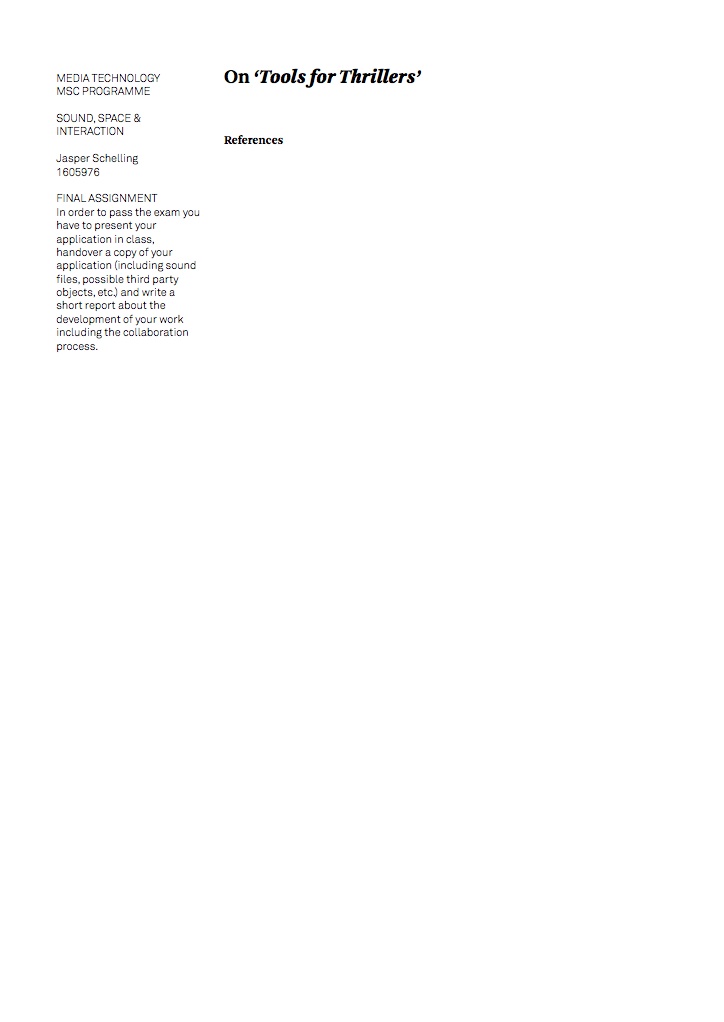 MEDIA TECHNOLOGY
MSC PROGRAMME
SOUND, SPACE &
INTERACTION
Jasper Schelling
1605976
FINAL ASSIGNMENT
In order to pass the exam you
have to present your
application in class,
handover a copy of your
application (including sound
files, possible third party
objects, etc.) and write a
short report about the
development of your work
including the collaboration
process.
On ‘Tools for Thrillers’
References